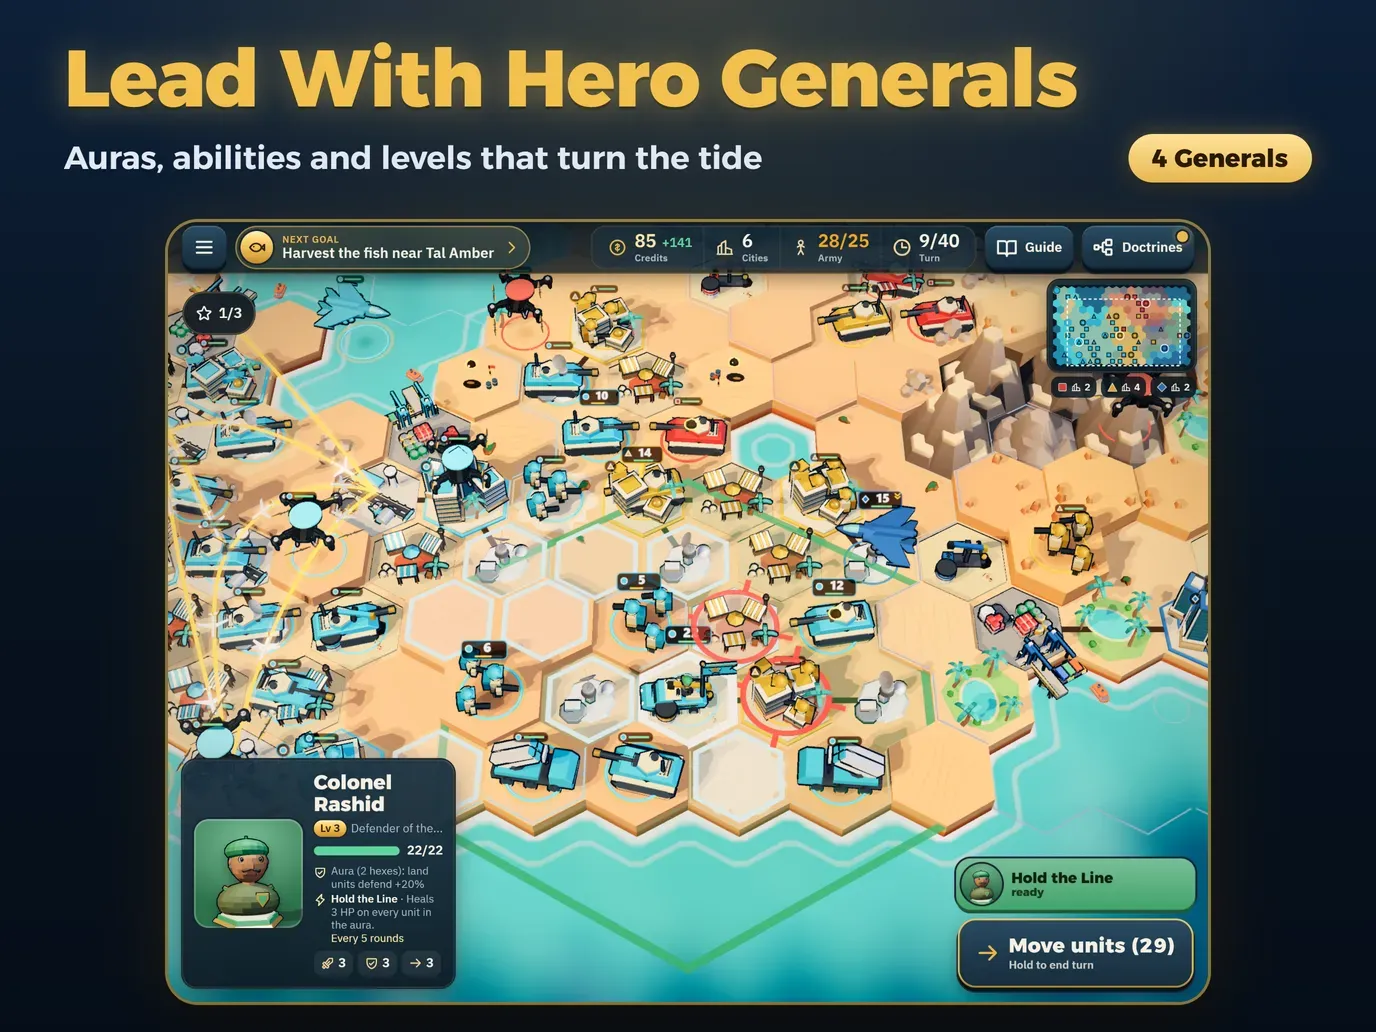 Lead With Hero Generals
Auras, abilities and levels that turn the tide
4 Generals
NEXT GOAL
Harvest the fish near Tal Amber
85 +141
Credits
6
Cities
28/25
Army
9/40
Turn
Guide
Doctrines
1/3
2
4
2
10
14
15
5
12
6
Colonel
Rashid
Lv 3 Defender of the...
22/22
Aura (2 hexes): land
units defend +20%
Hold the Line · Heals
3 HP on every unit in
the aura.
Every 5 rounds
3 3 3
Hold the Line
ready
Move units (29)
Hold to end turn